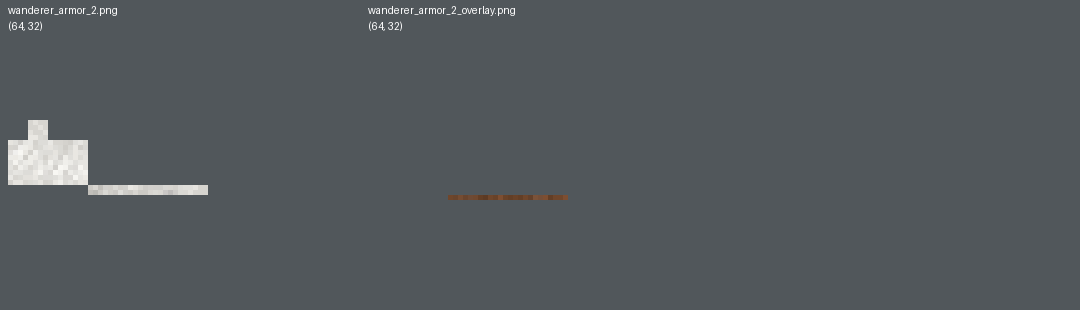 wanderer_armor_2.png
(64, 32)
wanderer_armor_2_overlay.png
(64, 32)